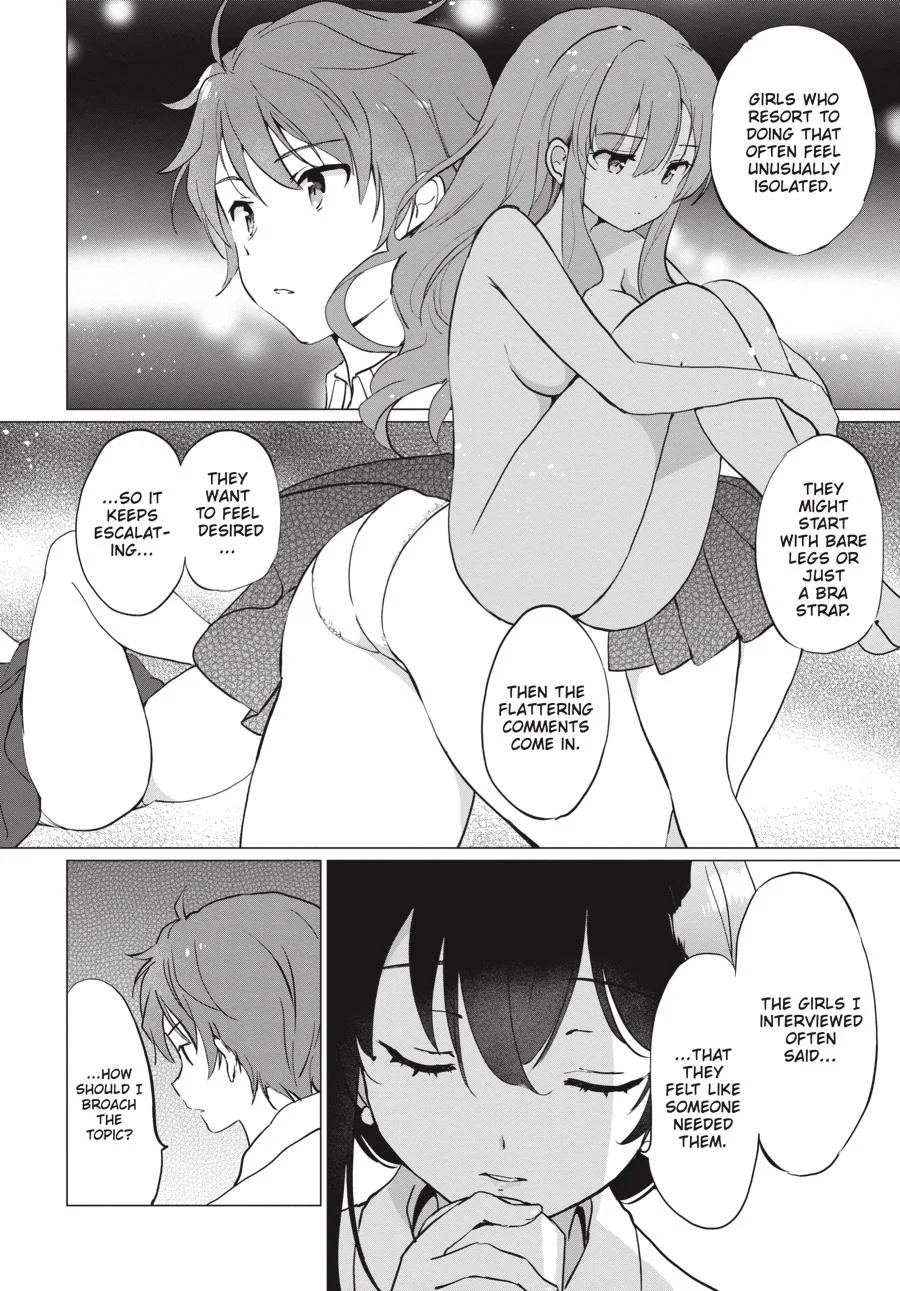 GIRLS WHO
RESORT TO
DOING THAT
OFTEN FEEL
UNUSUALLY
ISOLATED.
THEY
MIGHT
START
WITH BARE
LEGS OR
JUST
A BRA
STRAP.
THEN THE
FLATTERING
COMMENTS
COME IN.
THEY
WANT
TO FEEL
DESIRED
...
...SO IT
KEEPS
ESCALAT-
ING...
THE GIRLS I
INTERVIEWED
OFTEN
SAID...
...THAT
THEY
FELT LIKE
SOMEONE
NEEDED
THEM.
...HOW
SHOULD I
BROACH
THE
TOPIC?